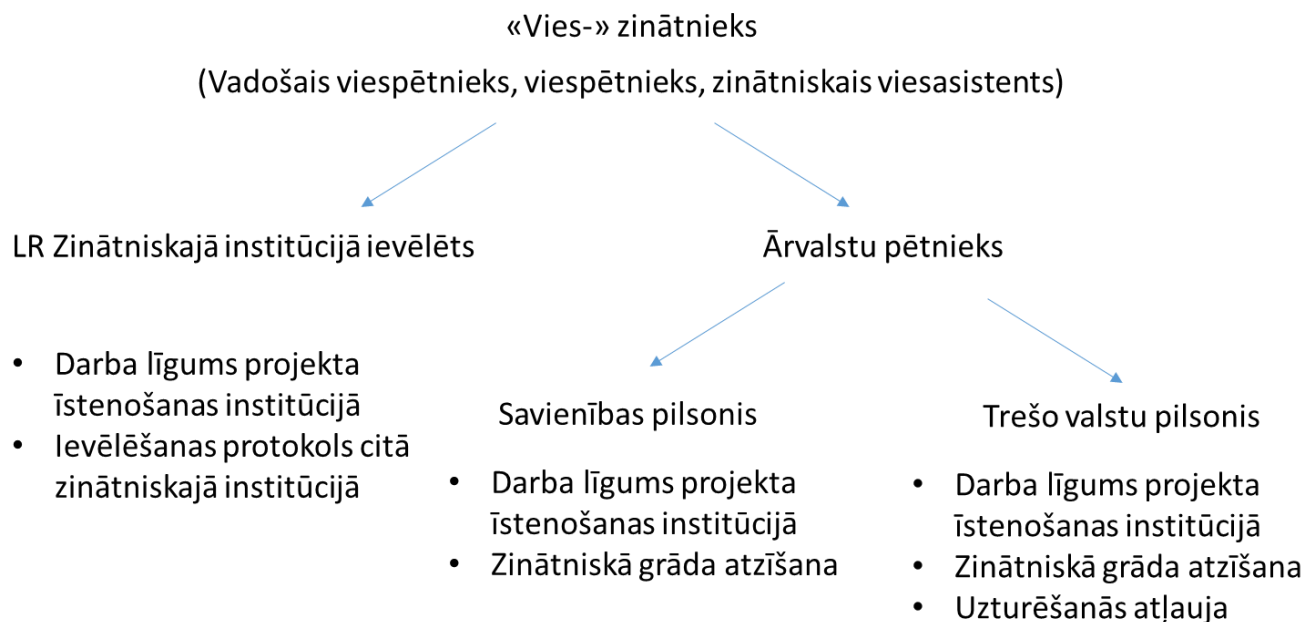 «Vies-» zinātnieks
(Vadošais viespētnieks, viespētnieks, zinātniskais viesasistents)
LR Zinātniskajā institūcijā ievēlēts
Ārvalstu pētnieks
• Darba līgums projekta
īstenošanas institūcijā
• Ievēlēšanas protokols citā
zinātniskajā institūcijā
Savienības pilsonis
• Darba līgums projekta
īstenošanas institūcijā
• Zinātniskā grāda atzīšana
Trešo valstu pilsonis
• Darba līgums projekta
īstenošanas institūcijā
• Zinātniskā grāda atzīšana
• Uzturēšanās atļauja